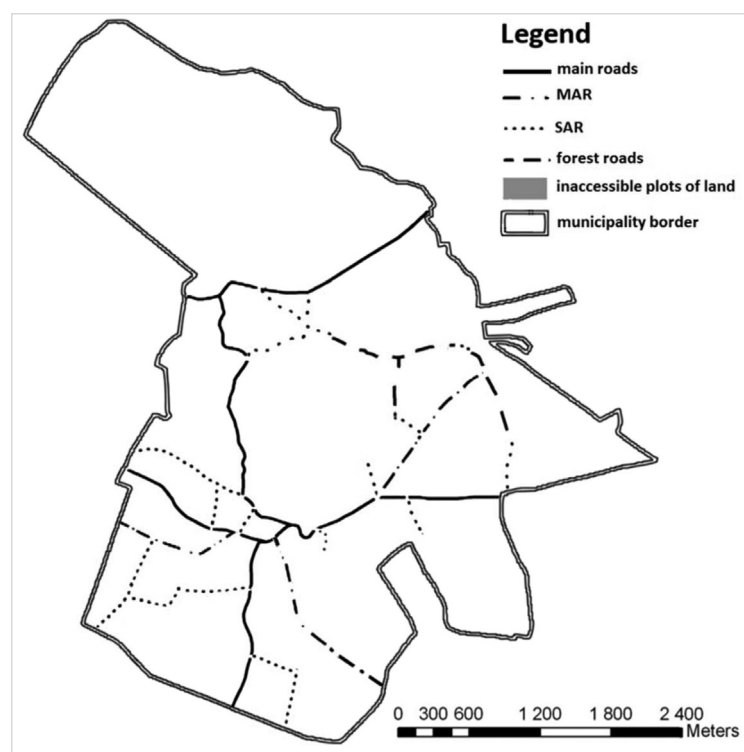 Legend
main roads
MAR
SAR
forest roads
inaccessible plots of land
municipality border
0 300 600 1 200 1 800 2 400
Meters